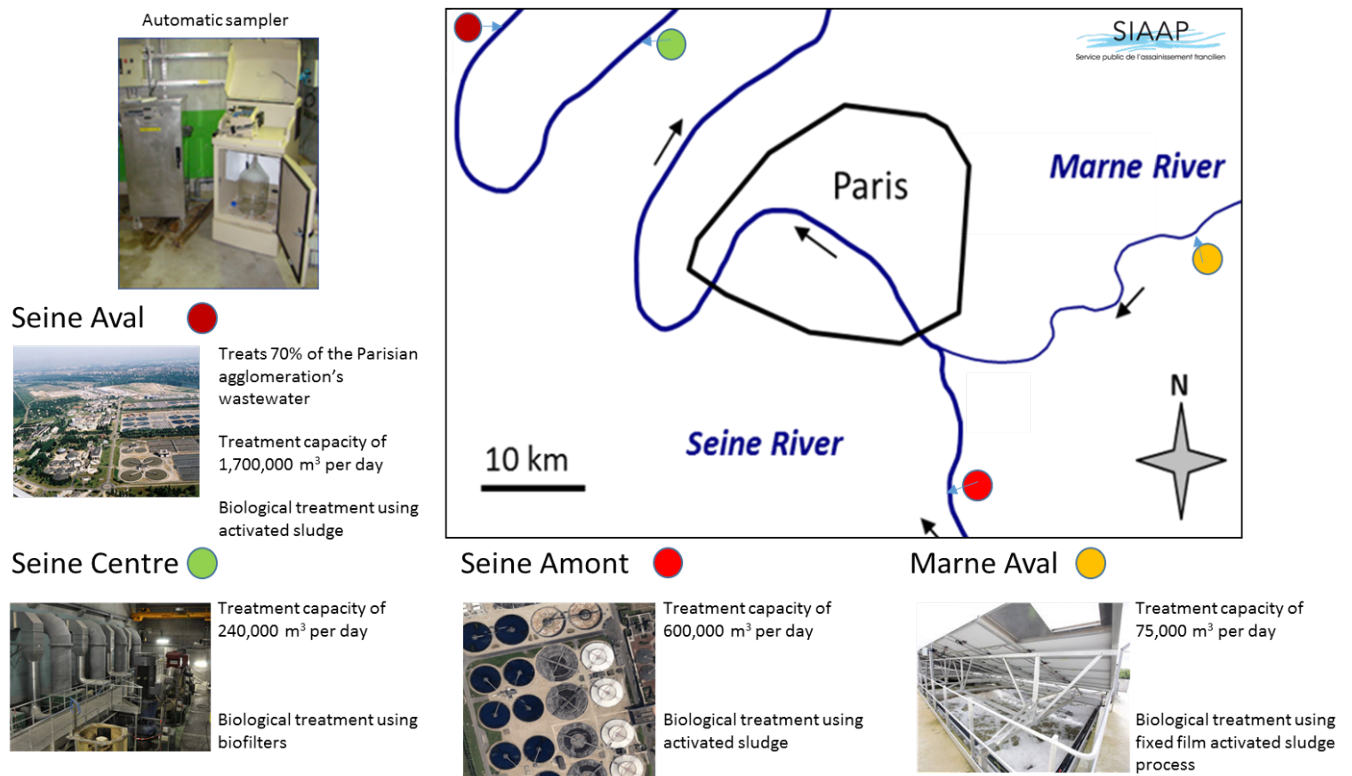 Automatic sampler
SIAAP
Service public de l'assainissement francilien
Marne River
Paris
Seine River
10 km
N
Seine Aval
Treats 70% of the Parisian
agglomeration's
wastewater
Treatment capacity of
1,700,000 m³ per day
Biological treatment using
activated sludge
Seine Centre
Treatment capacity of
240,000 m³ per day
Biological treatment using
biofilters
Seine Amont
Treatment capacity of
600,000 m³ per day
Biological treatment using
activated sludge
Marne Aval
Treatment capacity of
75,000 m³ per day
Biological treatment using
fixed film activated sludge
process